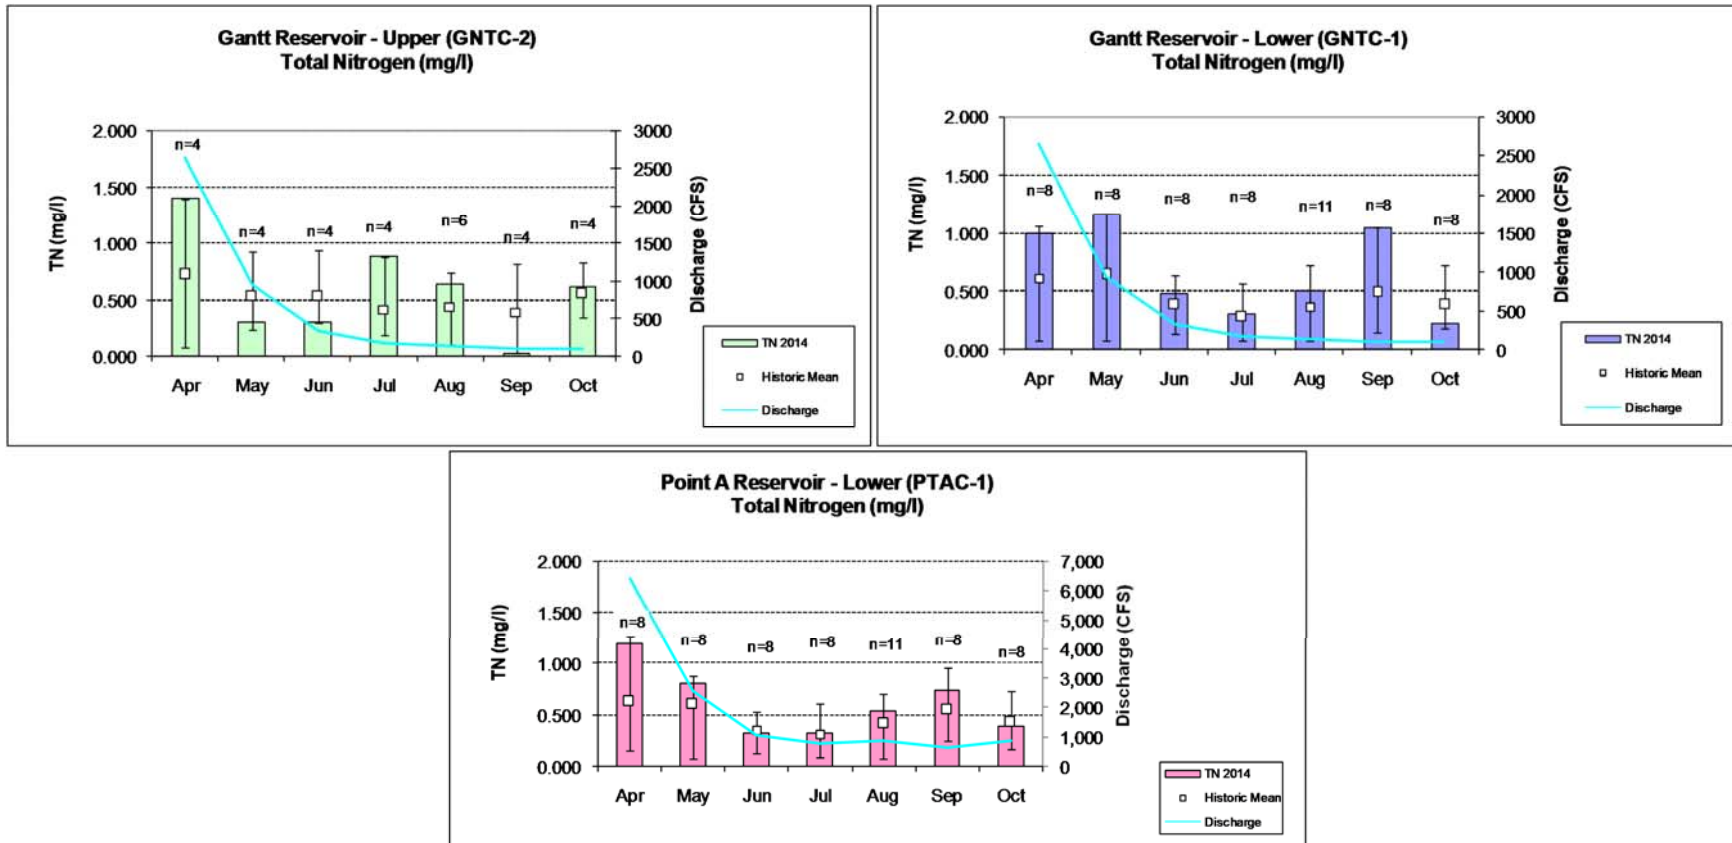 Gantt Reservoir - Upper (GNTC-2)
Total Nitrogen (mg/l)
TN (mg/l)
2.000
1.500
1.000
0.500
0.000
n=4
n=4
n=4
n=4
n=6
n=4
n=4
3000
2500
2000
1500
1000
500
0
Discharge (CFS)
Apr May Jun Jul Aug Sep Oct
TN 2014
Historic Mean
Discharge
Gantt Reservoir - Lower (GNTC-1)
Total Nitrogen (mg/l)
TN (mg/l)
2.000
1.500
1.000
0.500
0.000
n=8
n=8
n=8
n=8
n=11
n=8
n=8
3000
2500
2000
1500
1000
500
0
Discharge (CFS)
Apr May Jun Jul Aug Sep Oct
TN 2014
Historic Mean
Discharge
Point A Reservoir - Lower (PTAC-1)
Total Nitrogen (mg/l)
TN (mg/l)
2.000
1.500
1.000
0.500
0.000
n=8
n=8
n=8
n=8
n=11
n=8
n=8
7,000
6,000
5,000
4,000
3,000
2,000
1,000
0
Discharge (CFS)
Apr May Jun Jul Aug Sep Oct
TN 2014
Historic Mean
Discharge